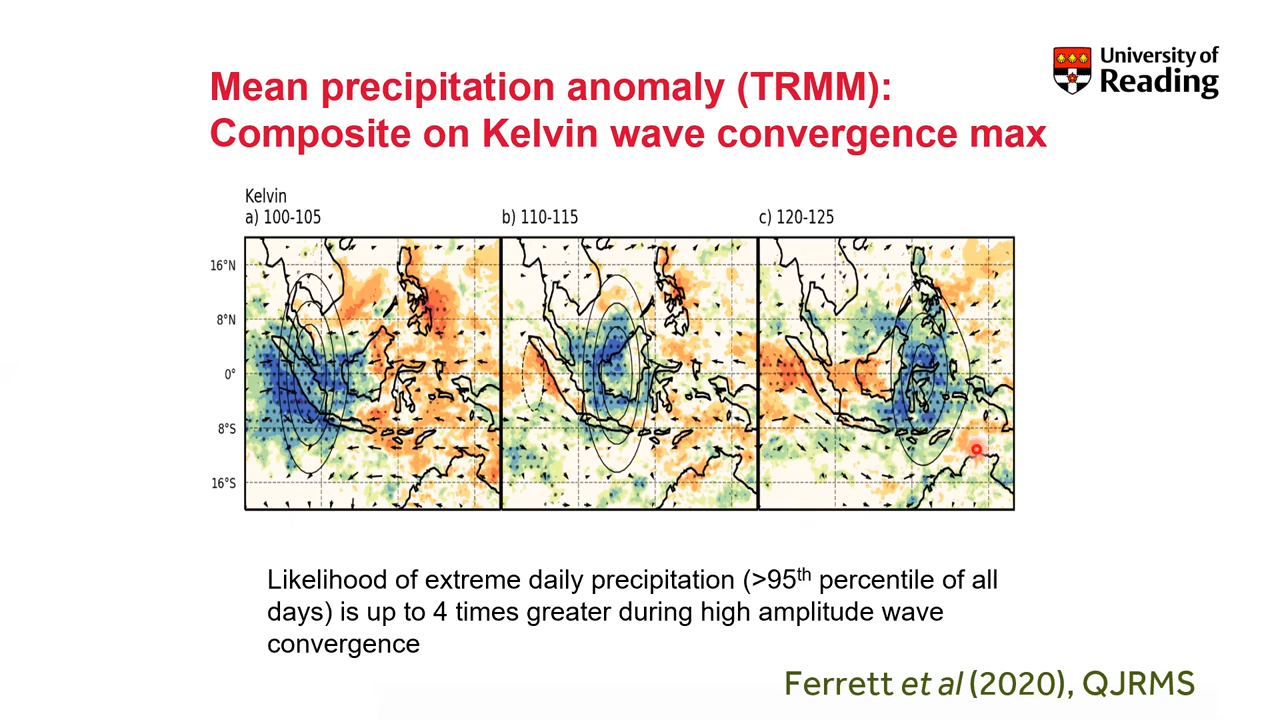 University of
Reading
Mean precipitation anomaly (TRMM):
Composite on Kelvin wave convergence max
Kelvin
a) 100-105
b) 110-115
c) 120-125
16°N
8°N
0°
8°S
16°S
Likelihood of extreme daily precipitation (>95th percentile of all
days) is up to 4 times greater during high amplitude wave
convergence
Ferrett et al (2020), QJRMS